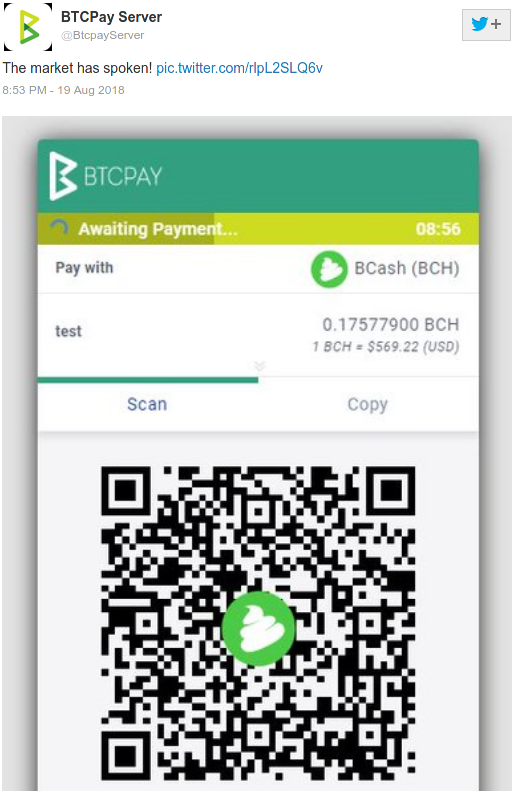 BTCPay Server
@BtcpayServer
+
The market has spoken! pic.twitter.com/rlpL2SLQ6v
8:53 PM - 19 Aug 2018
BTCPAY
Awaiting Payment... 08:56
Pay with BCash (BCH)
test 0.17577900 BCH
1 BCH = $569.22 (USD)
Scan Copy